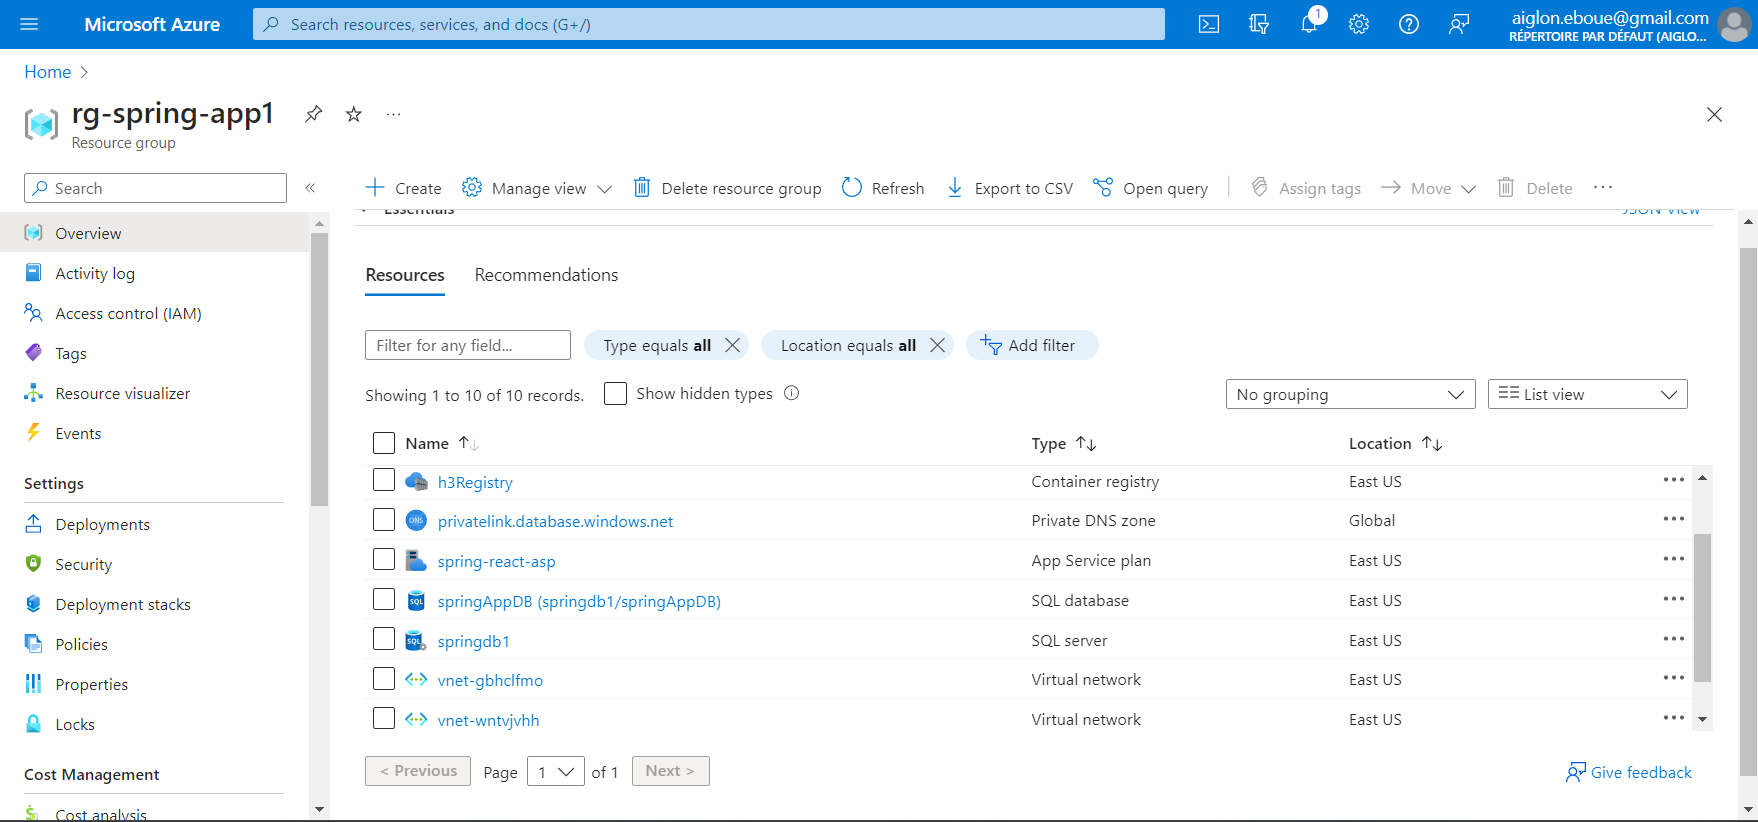 Microsoft Azure
Search resources, services, and docs (G+/)
1
aiglon.eboue@gmail.com
RÉPERTOIRE PAR DÉFAUT (AIGLO...
Home
rg-spring-app1
Resource group
Search
Create
Manage view
Delete resource group
Refresh
Export to CSV
Open query
Assign tags
Move
Delete
Essentials
JSON View
Overview
Activity log
Access control (IAM)
Tags
Resource visualizer
Events
Settings
Deployments
Security
Deployment stacks
Policies
Properties
Locks
Cost Management
Cost analysis
Resources
Recommendations
Filter for any field...
Type equals all
Location equals all
Add filter
Showing 1 to 10 of 10 records.
Show hidden types
No grouping
List view
Name Type Location
h3Registry Container registry East US
DNS privatelink.database.windows.net Private DNS zone Global
spring-react-asp App Service plan East US
SQL springAppDB (springdb1/springAppDB) SQL database East US
SQL springdb1 SQL server East US
vnet-gbhclfmo Virtual network East US
vnet-wntvjvhh Virtual network East US
< Previous Page 1 of 1 Next >
Give feedback